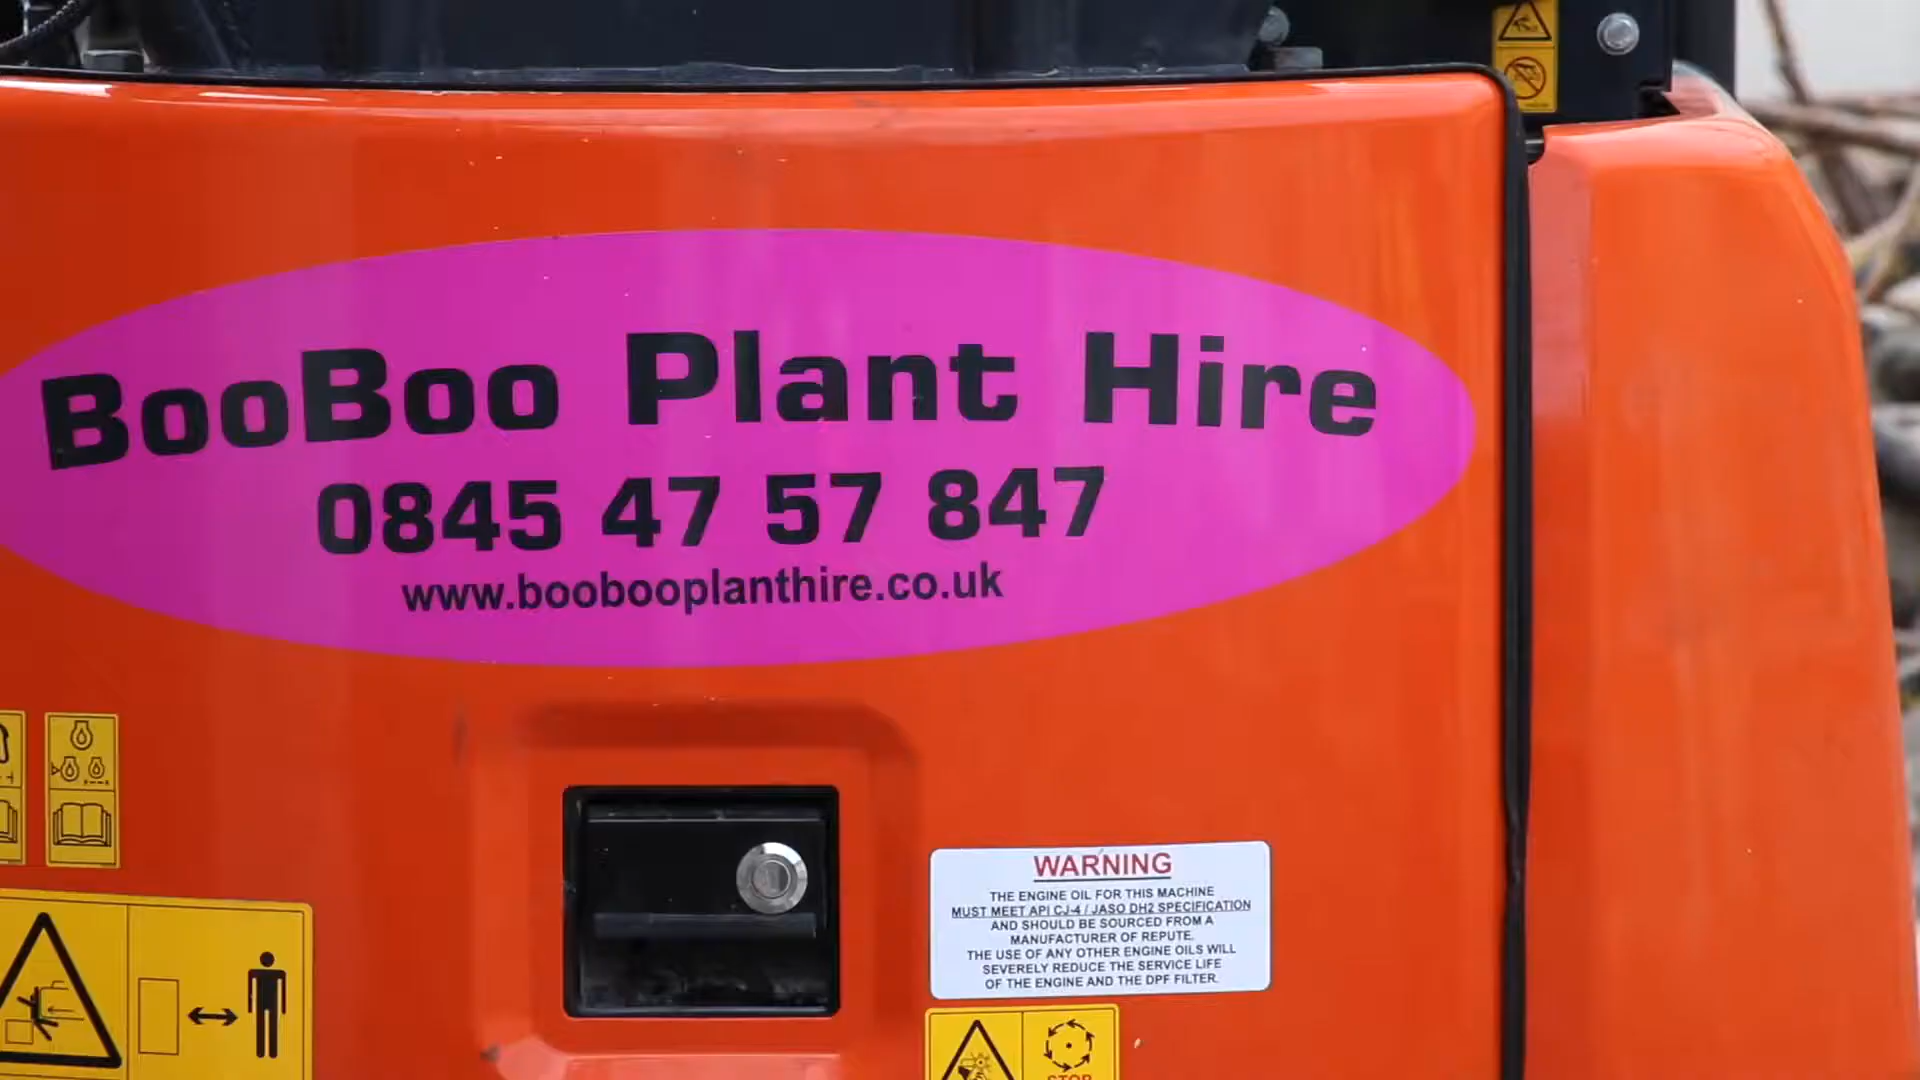 BooBoo Plant Hire
0845 47 57 847
www.boobooplanthire.co.uk
WARNING
THE ENGINE OIL FOR THIS MACHINE
MUST MEET API CJ-4 / JASO DH2 SPECIFICATION
AND SHOULD BE SOURCED FROM A
MANUFACTURER OF REPUTE.
THE USE OF ANY OTHER ENGINE OILS WILL
SEVERELY REDUCE THE SERVICE LIFE
OF THE ENGINE AND THE DPF FILTER.
STOP